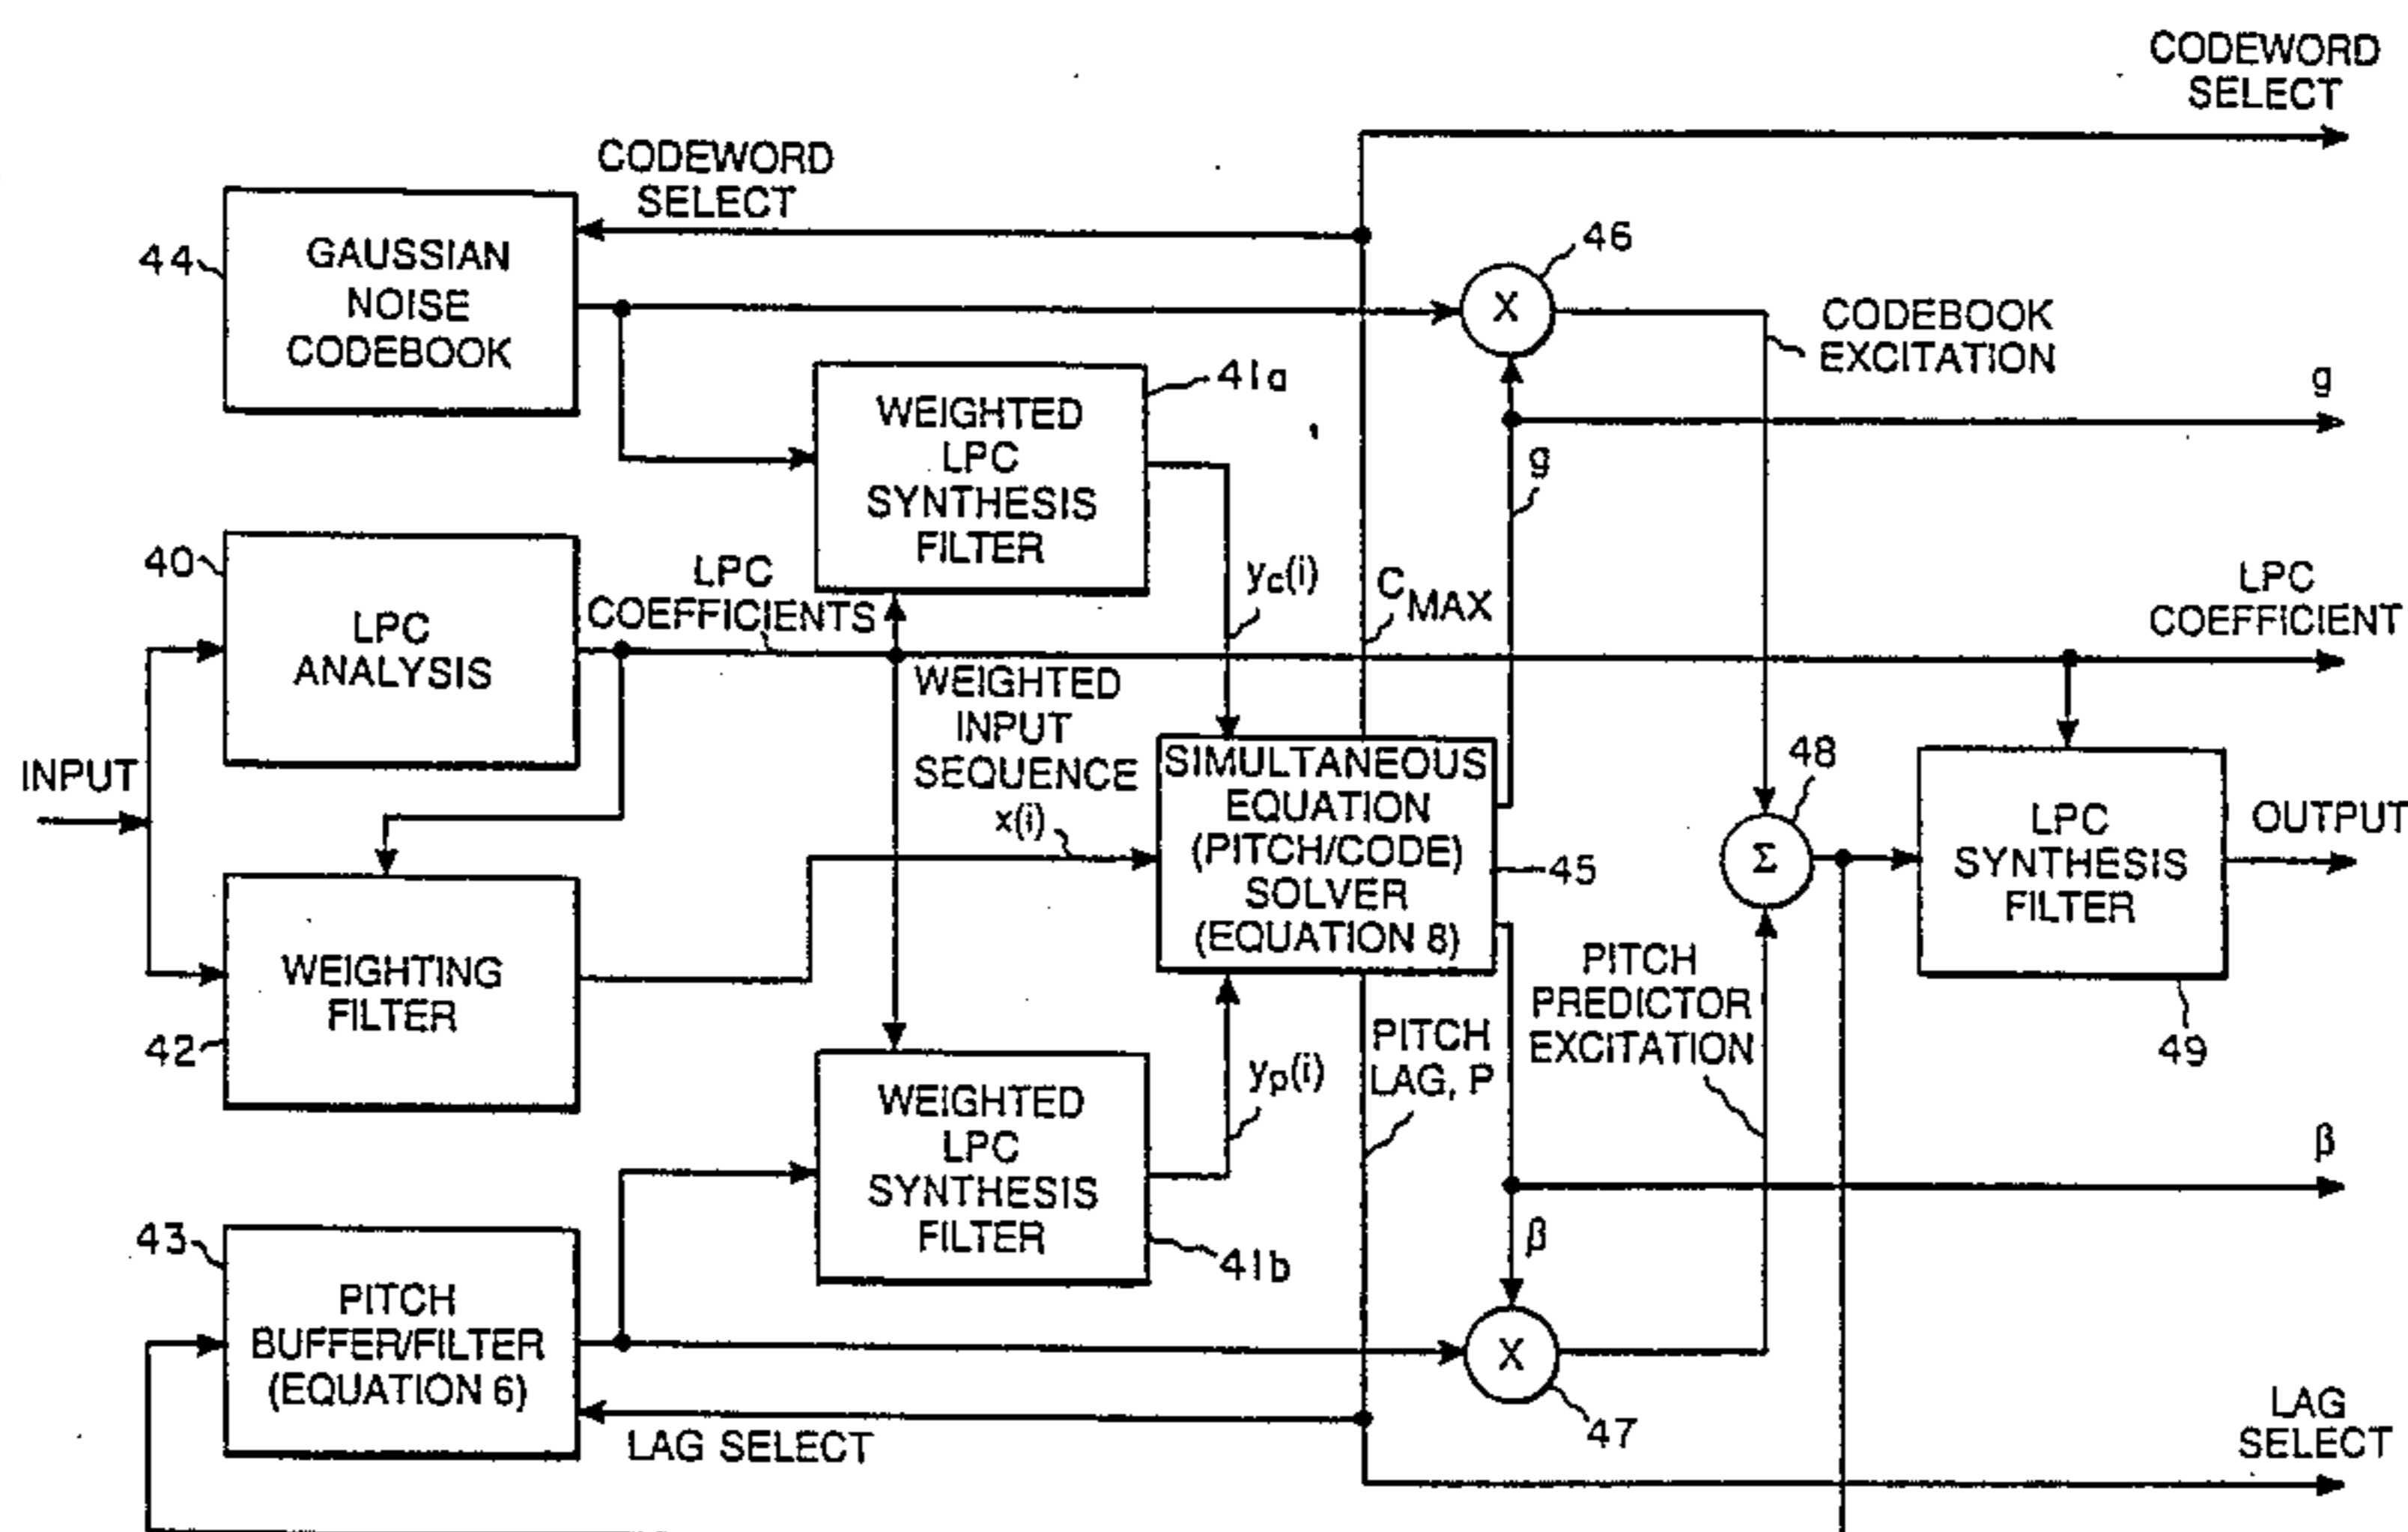 CODEWORD
SELECT
CODEWORD
SELECT
44
GAUSSIAN
NOISE
CODEBOOK
46
X
CODEBOOK
EXCITATION
g
41a
WEIGHTED
LPC
SYNTHESIS
FILTER
g
40
LPC
ANALYSIS
LPC
COEFFICIENTS
yc(i)
CMAX
LPC
COEFFICIENT
WEIGHTED
INPUT
SEQUENCE
x(i)
INPUT
SIMULTANEOUS
EQUATION
(PITCH/CODE)
SOLVER
(EQUATION 8)
45
48
Σ
LPC
SYNTHESIS
FILTER
49
OUTPUT
WEIGHTING
FILTER
42
PITCH
PREDICTOR
EXCITATION
PITCH
LAG, P
WEIGHTED
LPC
SYNTHESIS
FILTER
41b
yp(i)
β
β
43
PITCH
BUFFER/FILTER
(EQUATION 6)
X
47
LAG SELECT
LAG
SELECT